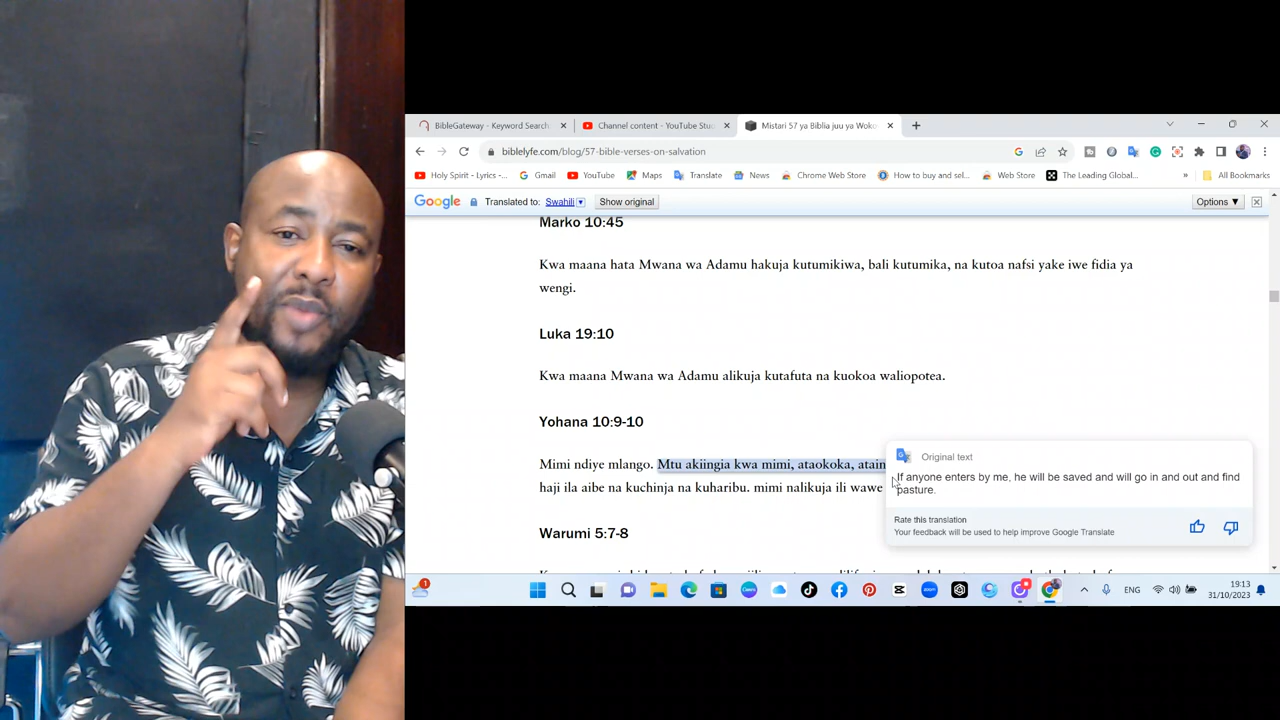 BibleGateway - Keyword Search
Channel content - YouTube Stu
Mistari 57 ya Biblia juu ya Woko
biblelyfe.com/blog/57-bible-verses-on-salvation
Holy Spirit - Lyrics -... Gmail YouTube Maps Translate News Chrome Web Store How to buy and sel... Web Store The Leading Global... » All Bookmarks
Google Translated to: Swahili Show original Options ▼
Marko 10:45
Kwa maana hata Mwana wa Adamu hakuja kutumikiwa, bali kutumika, na kutoa nafsi yake iwe fidia ya
wengi.
Luka 19:10
Kwa maana Mwana wa Adamu alikuja kutafuta na kuokoa waliopotea.
Yohana 10:9-10
Mimi ndiye mlango. Mtu akiingia kwa mimi, ataokoka, atain
haji ila aibe na kuchinja na kuharibu. mimi nalikuja ili wawe
Original text
If anyone enters by me, he will be saved and will go in and out and find
pasture.
Rate this translation
Your feedback will be used to help improve Google Translate
Warumi 5:7-8
1
ENG
19:13
31/10/2023